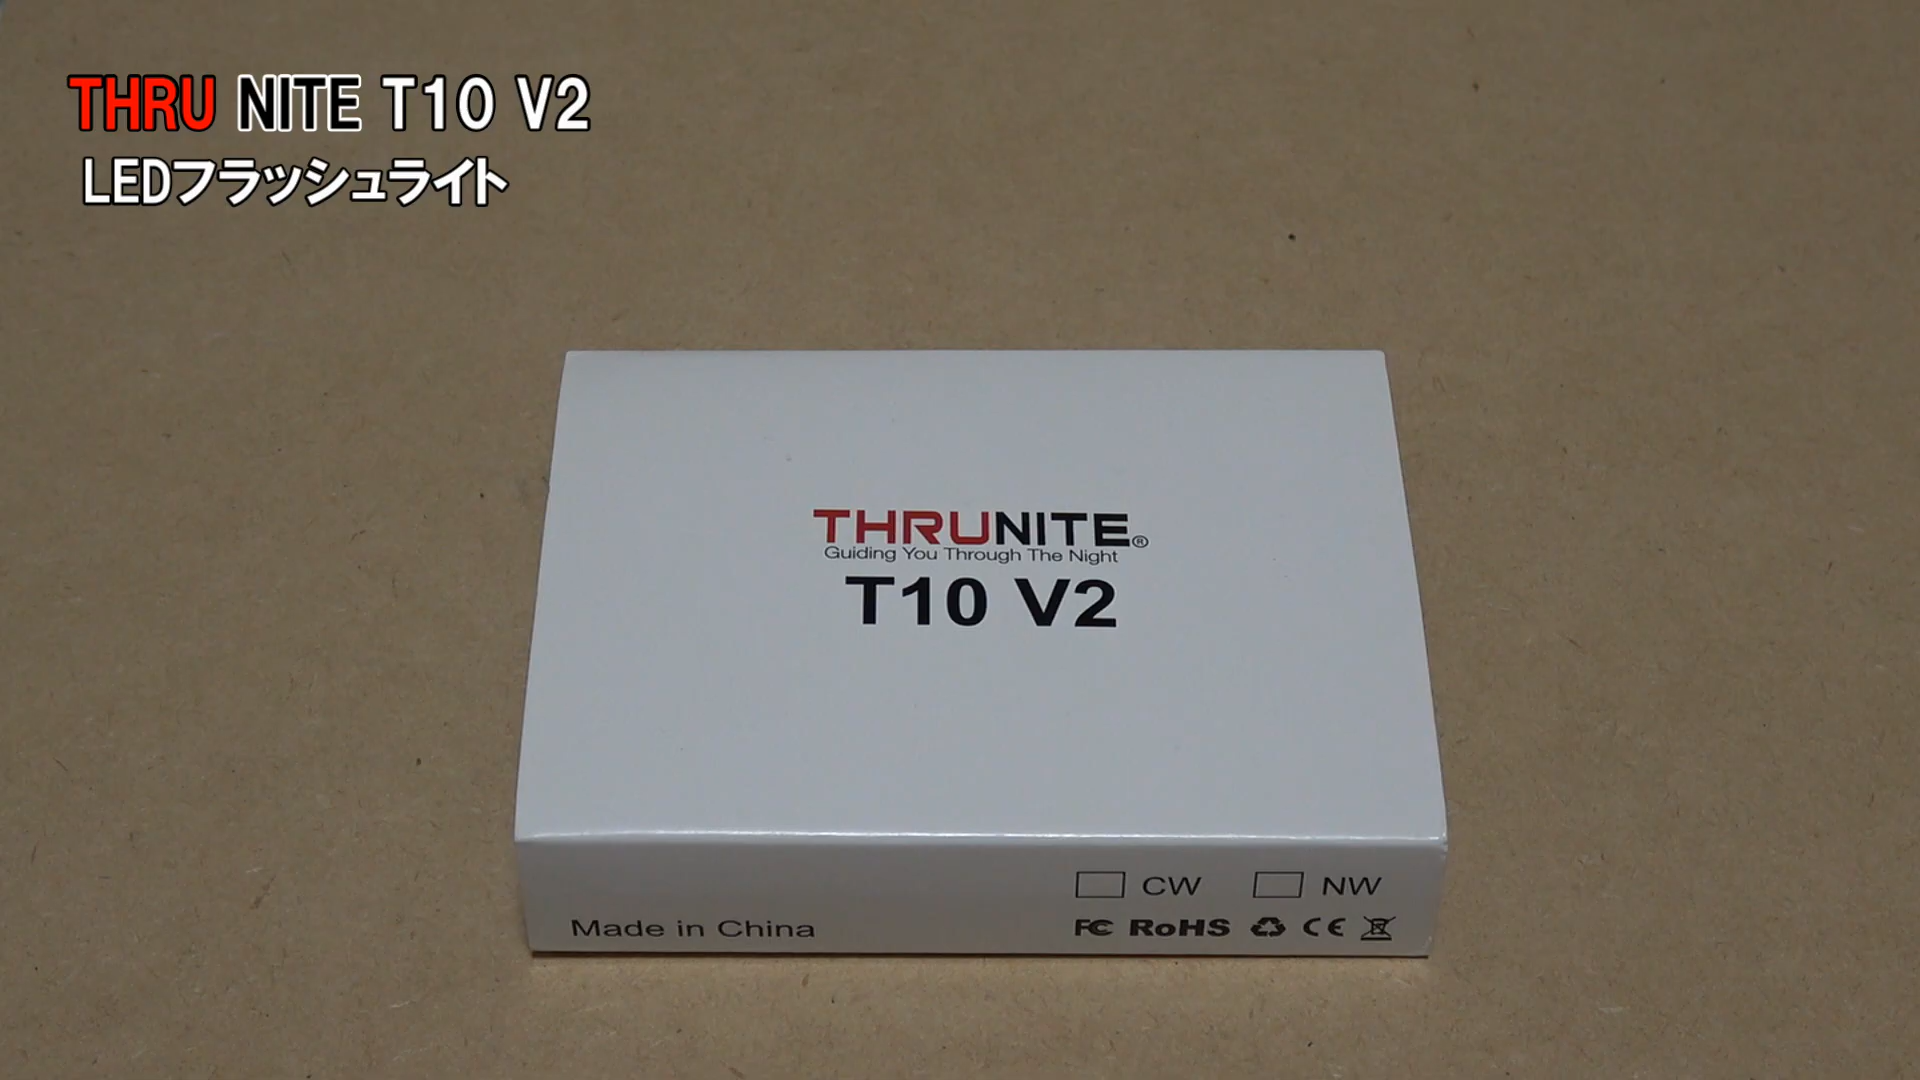 THRU NITE T10 V2
LEDフラッシュライト
THRUNITE®
Guiding You Through The Night
T10 V2
CW NW
Made in China FC RoHS CE